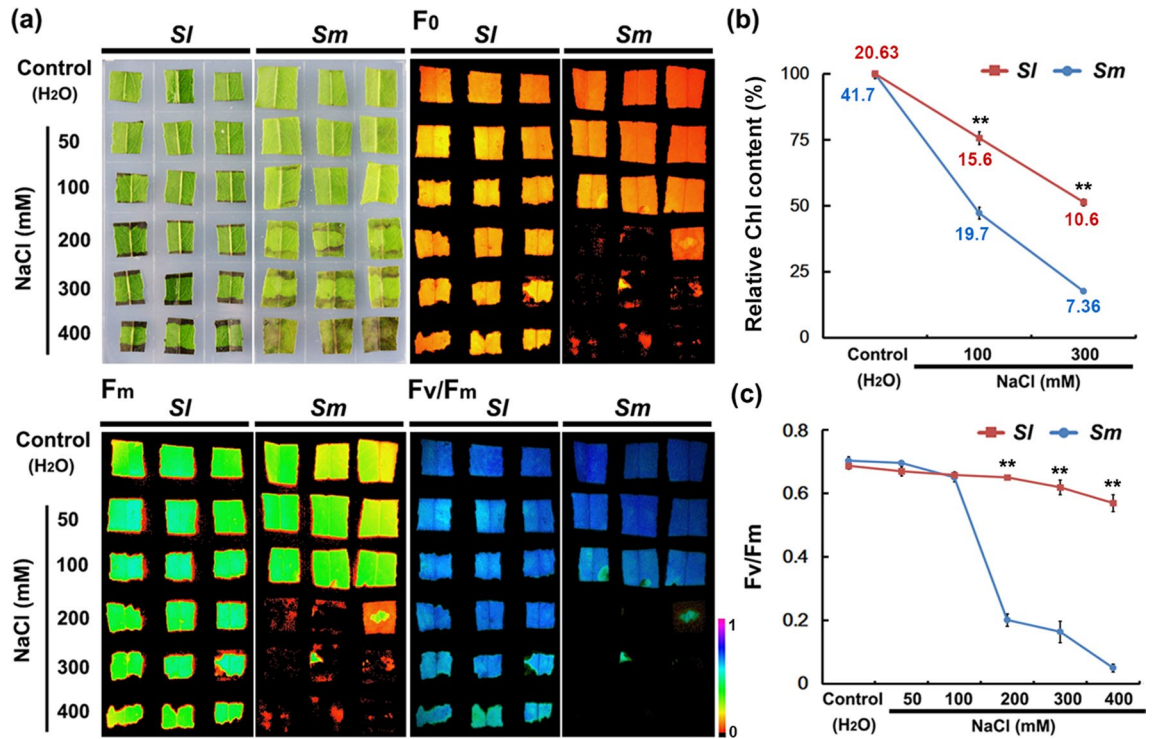 (a)
Sl Sm
Control
(H2O)
50
100
200
300
400
NaCl (mM)
F0
Sl Sm
Fm
Sl Sm
Control
(H2O)
50
100
200
300
400
NaCl (mM)
Fv/Fm
Sl Sm
1
0
(b)
Sl Sm
Relative Chl content (%)
100
75
50
25
0
20.63
41.7
**
15.6
19.7
**
10.6
7.36
Control
(H2O)
100 300
NaCl (mM)
(c)
Sl Sm
Fv/Fm
0.8
0.6
0.4
0.2
0
** ** **
Control
(H2O)
50 100 200 300 400
NaCl (mM)